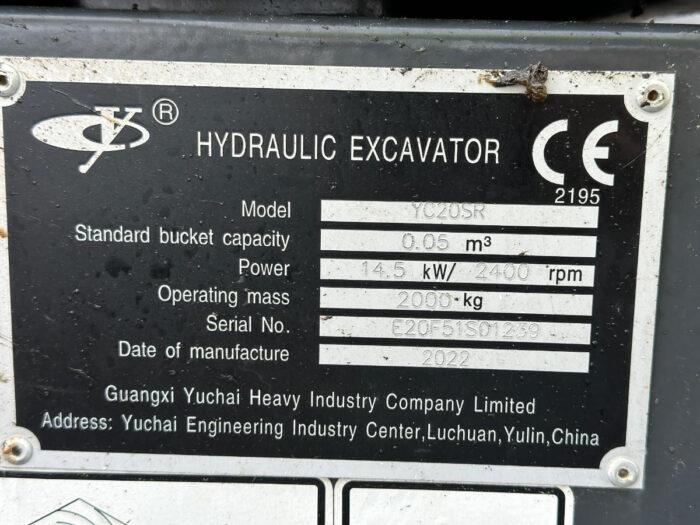 ®
HYDRAULIC EXCAVATOR CE
2195
Model YC20SR
Standard bucket capacity 0.05 m³
Power 14.5 kW/ 2400 rpm
Operating mass 2000 kg
Serial No. E20F51S01239
Date of manufacture 2022
Guangxi Yuchai Heavy Industry Company Limited
Address: Yuchai Engineering Industry Center,Luchuan,Yulin,China